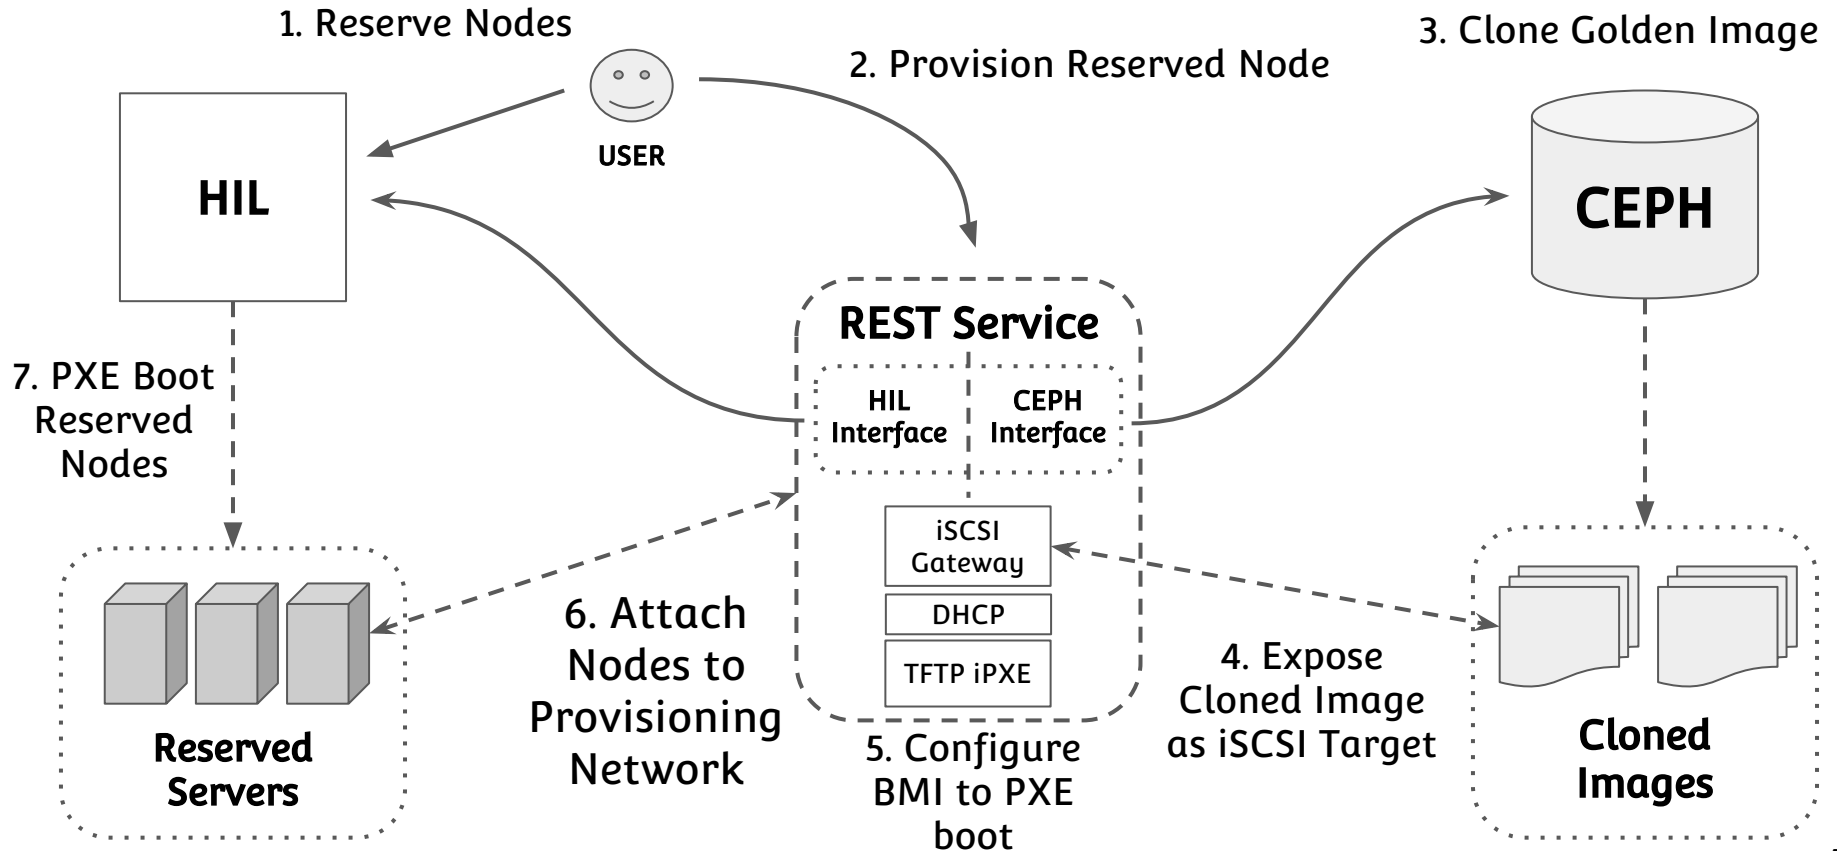 1. Reserve Nodes
2. Provision Reserved Node
3. Clone Golden Image
USER
HIL
CEPH
REST Service
HIL
Interface
CEPH
Interface
7. PXE Boot
Reserved
Nodes
iSCSI
Gateway
DHCP
TFTP iPXE
6. Attach
Nodes to
Provisioning
Network
4. Expose
Cloned Image
as iSCSI Target
5. Configure
BMI to PXE
boot
Reserved
Servers
Cloned
Images